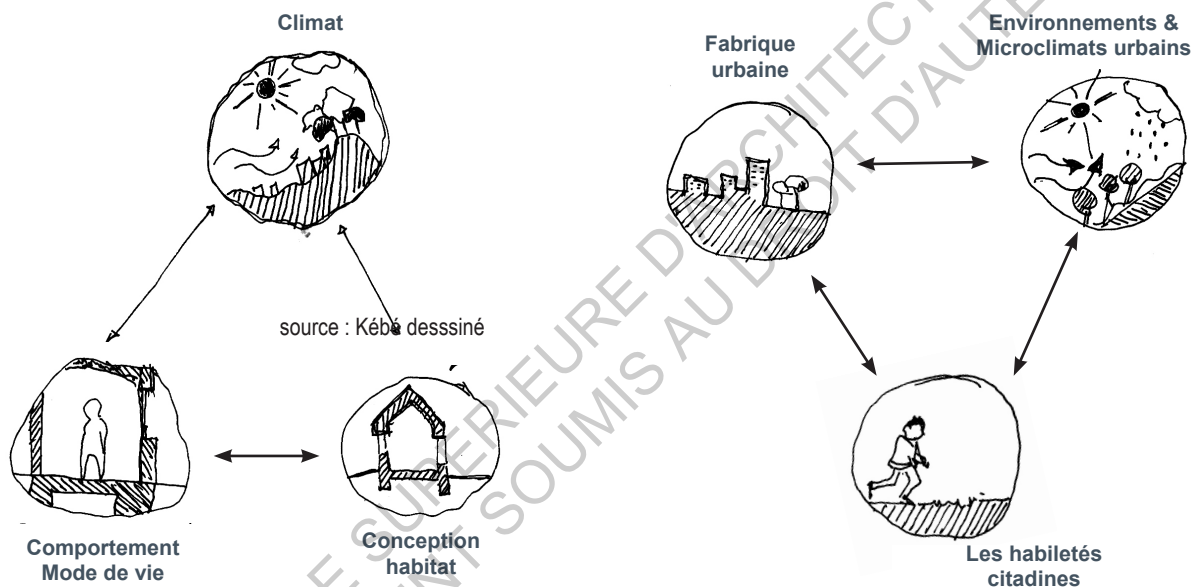 Climat
source : Kébé desssiné
Comportement
Mode de vie
Conception
habitat
Fabrique
urbaine
Environnements &
Microclimats urbains
Les habiletés
citadines